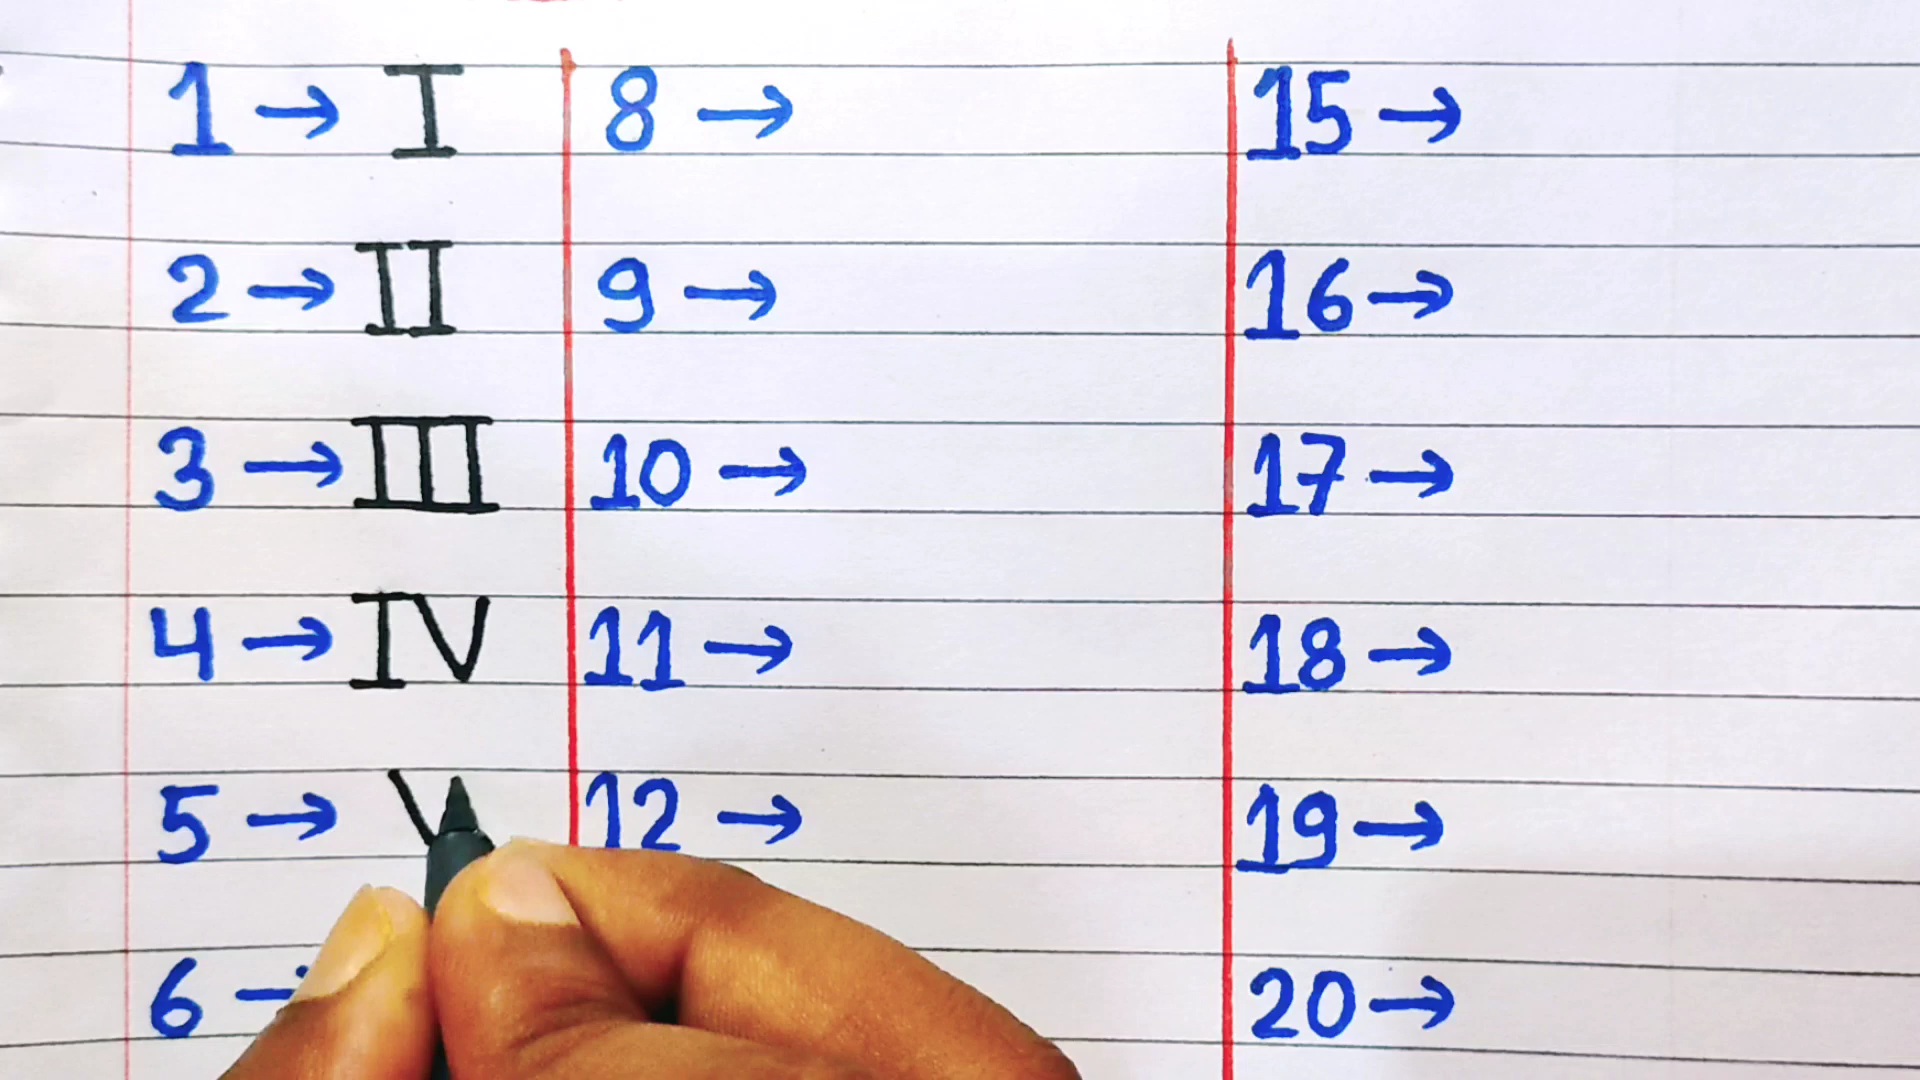 1 → I
2 → II
3 → III
4 → IV
5 → V
6 →
8 →
9 →
10 →
11 →
12 →
15 →
16 →
17 →
18 →
19 →
20 →